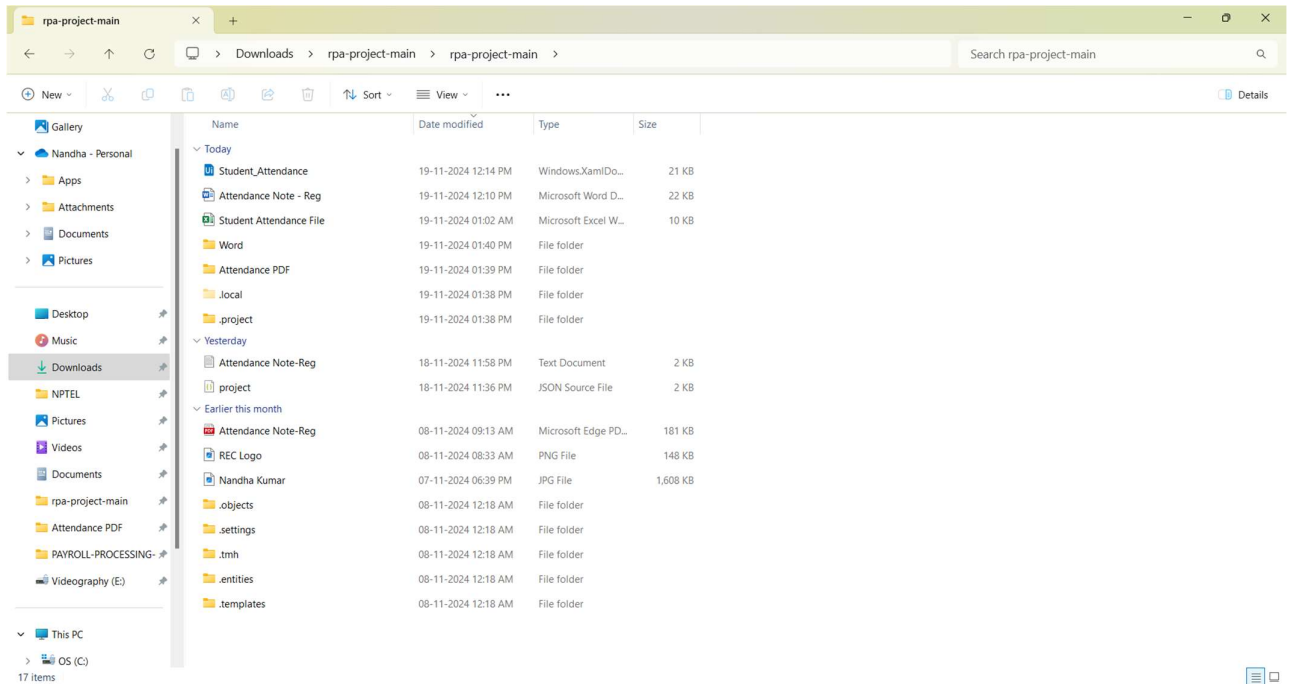 rpa-project-main
Downloads > rpa-project-main > rpa-project-main >
Search rpa-project-main
New
Sort
View
Details
Gallery
Nandha - Personal
Apps
Attachments
Documents
Pictures
Desktop
Music
Downloads
NPTEL
Pictures
Videos
Documents
rpa-project-main
Attendance PDF
PAYROLL-PROCESSING-
Videography (E:)
This PC
OS (C:)
17 items
Name Date modified Type Size
Today
Student_Attendance 19-11-2024 12:14 PM Windows.XamlDo... 21 KB
Attendance Note - Reg 19-11-2024 12:10 PM Microsoft Word D... 22 KB
Student Attendance File 19-11-2024 01:02 AM Microsoft Excel W... 10 KB
Word 19-11-2024 01:40 PM File folder
Attendance PDF 19-11-2024 01:39 PM File folder
.local 19-11-2024 01:38 PM File folder
.project 19-11-2024 01:38 PM File folder
Yesterday
Attendance Note-Reg 18-11-2024 11:58 PM Text Document 2 KB
project 18-11-2024 11:36 PM JSON Source File 2 KB
Earlier this month
Attendance Note-Reg 08-11-2024 09:13 AM Microsoft Edge PD... 181 KB
REC Logo 08-11-2024 08:33 AM PNG File 148 KB
Nandha Kumar 07-11-2024 06:39 PM JPG File 1,608 KB
.objects 08-11-2024 12:18 AM File folder
.settings 08-11-2024 12:18 AM File folder
.tmh 08-11-2024 12:18 AM File folder
.entities 08-11-2024 12:18 AM File folder
.templates 08-11-2024 12:18 AM File folder